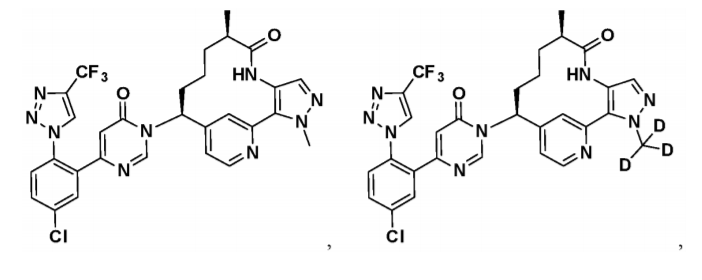 CF₃ CF₃
O O
N N N HN N N N N HN N
O O
N N N N N N
N N D D D
N N N N
Cl , Cl ,